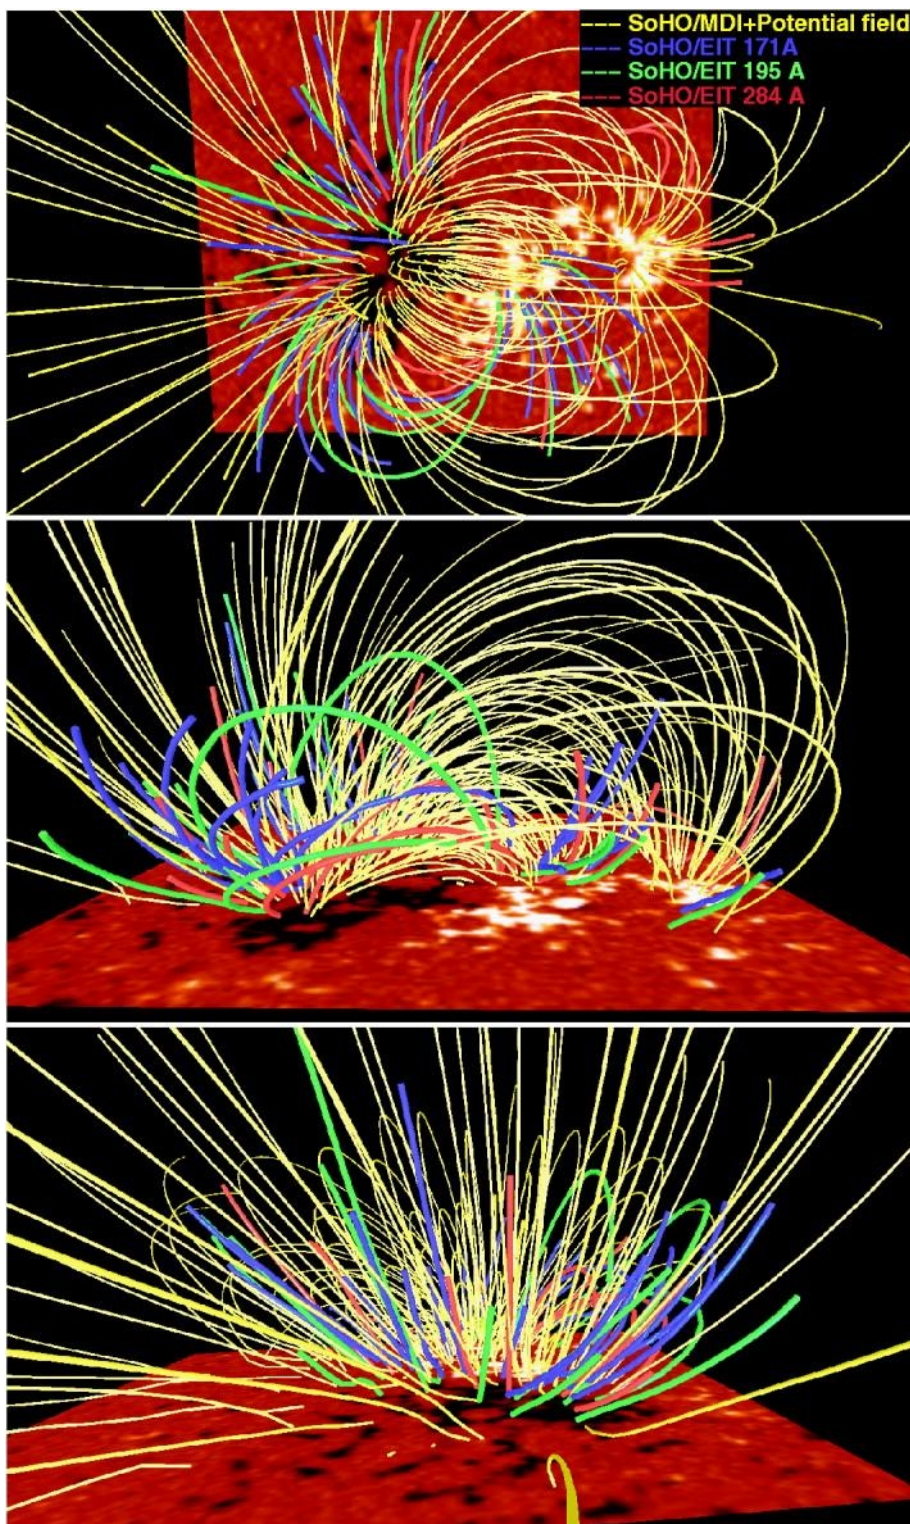 --- SoHO/MDI+Potential field
--- SoHO/EIT 171A
--- SoHO/EIT 195 A
--- SoHO/EIT 284 A